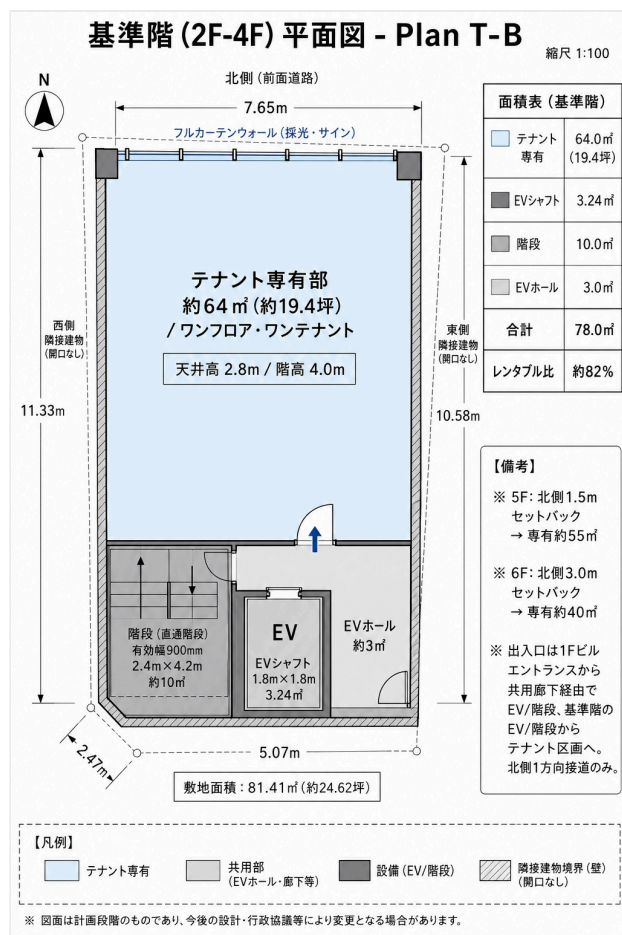 基準階（2F-4F）平面図 - Plan T-B
縮尺 1:100
N
北側（前面道路）
7.65m
フルカーテンウォール（採光・サイン）
テナント専有部
約64㎡（約19.4坪）
/ ワンフロア・ワンテナント
天井高 2.8m / 階高 4.0m
西側
隣接建物
（開口なし）
11.33m
東側
隣接建物
（開口なし）
10.58m
階段（直通階段）
有効幅900mm
2.4m×4.2m
約10㎡
EV
EVシャフト
1.8m×1.8m
3.24㎡
EVホール
約3㎡
2.47m
5.07m
敷地面積：81.41㎡（約24.62坪）
面積表（基準階）
テナント専有 64.0㎡（19.4坪）
EVシャフト 3.24㎡
階段 10.0㎡
EVホール 3.0㎡
合計 78.0㎡
レンタブル比 約82%
【備考】
※ 5F：北側1.5m
セットバック
→ 専有約55㎡
※ 6F：北側3.0m
セットバック
→ 専有約40㎡
※ 出入口は1Fビル
エントランスから
共用廊下経由で
EV/階段、基準階の
EV/階段から
テナント区画へ。
北側1方向接道のみ。
【凡例】
テナント専有
共用部
（EVホール・廊下等）
設備（EV/階段）
隣接建物境界（壁）
（開口なし）
※ 図面は計画段階のものであり、今後の設計・行政協議等により変更となる場合があります。